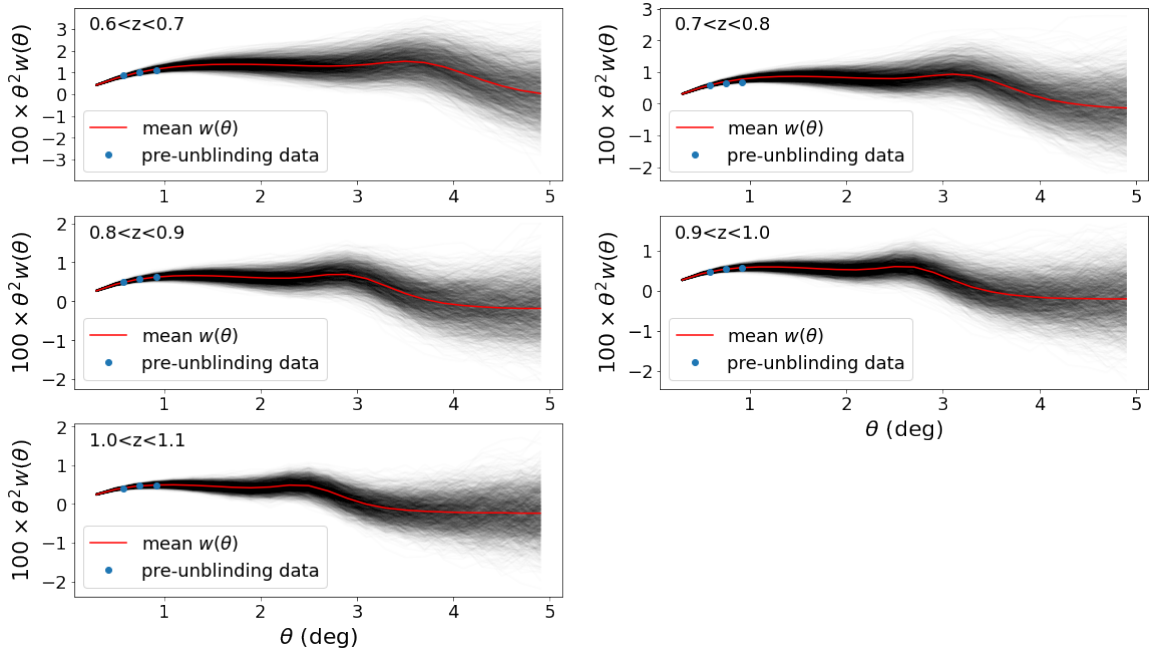 0.6<z<0.7
100 × θ²w(θ)
3
2
1
0
−1
−2
−3
mean w(θ)
pre-unblinding data
1 2 3 4 5
0.7<z<0.8
100 × θ²w(θ)
3
2
1
0
−1
−2
mean w(θ)
pre-unblinding data
1 2 3 4 5
0.8<z<0.9
100 × θ²w(θ)
2
1
0
−1
−2
mean w(θ)
pre-unblinding data
1 2 3 4 5
0.9<z<1.0
100 × θ²w(θ)
1
0
−1
−2
mean w(θ)
pre-unblinding data
1 2 3 4 5
θ (deg)
1.0<z<1.1
100 × θ²w(θ)
2
1
0
−1
−2
mean w(θ)
pre-unblinding data
1 2 3 4 5
θ (deg)